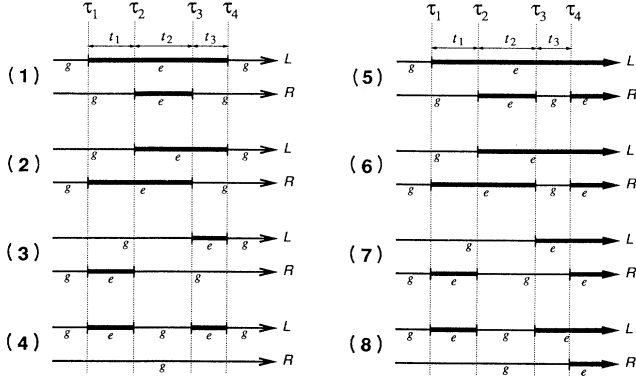 τ1 τ2 τ3 τ4
t1 t2 t3
(1) g e g L
g e g R
(2) g e L
g e g R
(3) g e L
g e g R
(4) g e g e g L
g R
τ1 τ2 τ3 τ4
t1 t2 t3
(5) g e L
g e g e R
(6) g e L
g e g e R
(7) g e L
g e g e R
(8) g e g e L
g e R